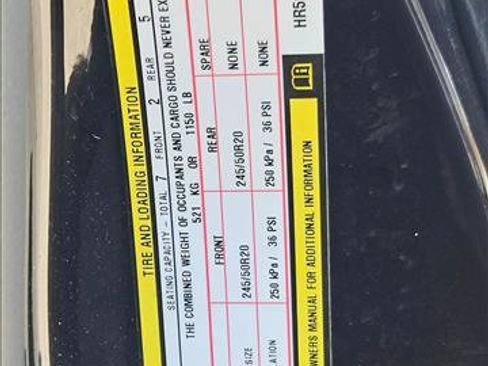 TIRE AND LOADING INFORMATION
SEATING CAPACITY - TOTAL 7 FRONT 2 REAR 5
THE COMBINED WEIGHT OF OCCUPANTS AND CARGO SHOULD NEVER EX
521 KG OR 1150 LB
FRONT REAR SPARE
SIZE 245/50R20 245/50R20 NONE
LATION 250 kPa / 36 PSI 250 kPa / 36 PSI NONE
WNERS MANUAL FOR ADDITIONAL INFORMATION HR5